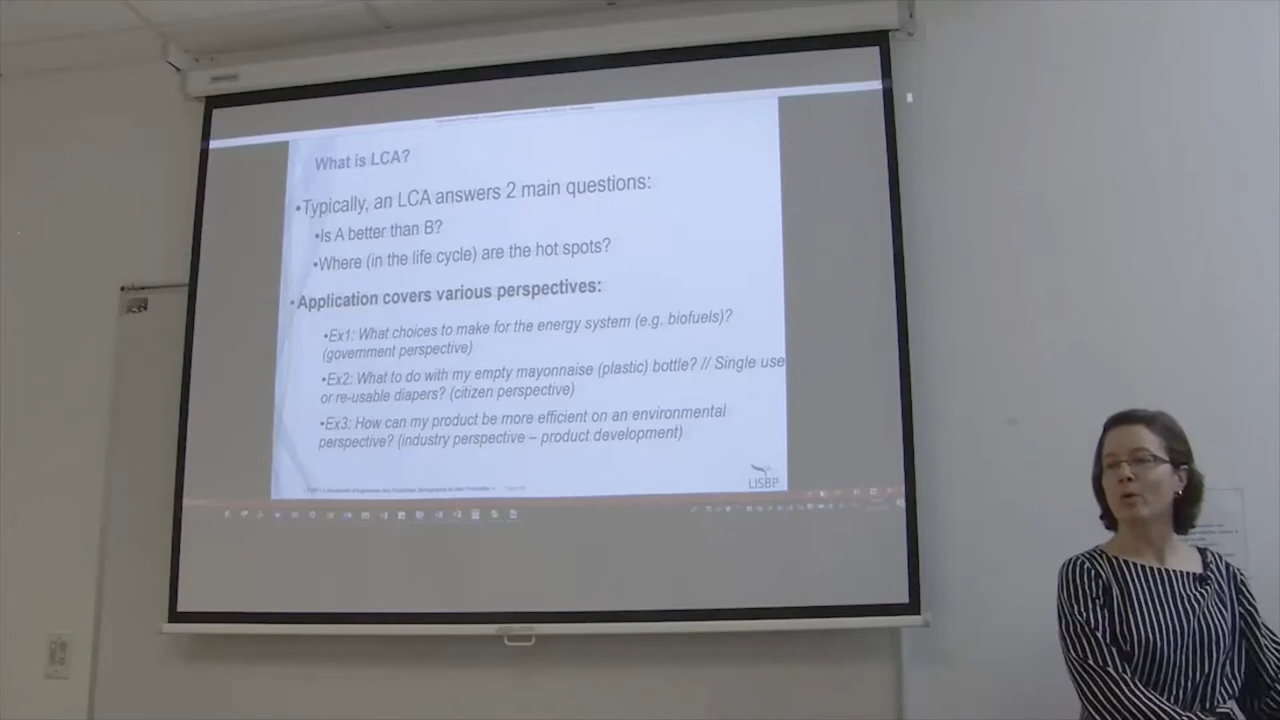 What is LCA?
•Typically, an LCA answers 2 main questions:
•Is A better than B?
•Where (in the life cycle) are the hot spots?
•Application covers various perspectives:
•Ex1: What choices to make for the energy system (e.g. biofuels)?
(government perspective)
•Ex2: What to do with my empty mayonnaise (plastic) bottle? // Single use
or re-usable diapers? (citizen perspective)
•Ex3: How can my product be more efficient on an environmental
perspective? (industry perspective – product development)
LISBP